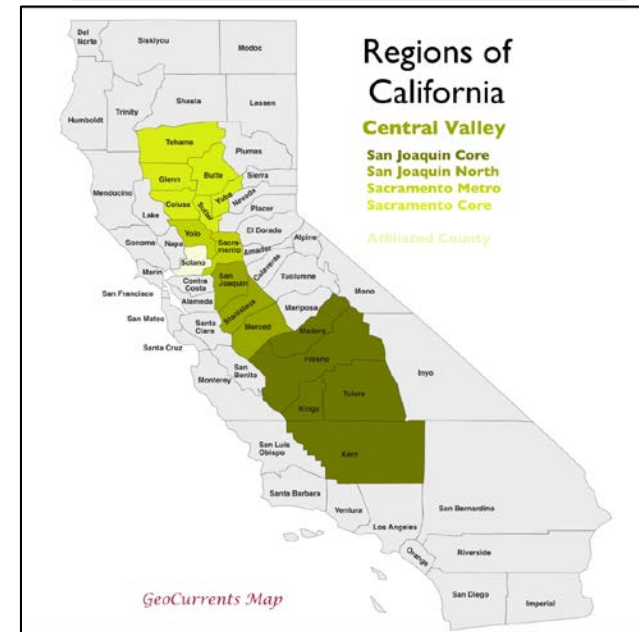 Regions of
California
Central Valley
San Joaquin Core
San Joaquin North
Sacramento Metro
Sacramento Core
Affiliated County
Del
Norte
Siskiyou
Modoc
Humboldt
Trinity
Shasta
Lassen
Tehama
Plumas
Mendocino
Glenn
Butte
Sierra
Colusa
Sutter
Yuba
Nevada
Placer
Lake
Yolo
El Dorado
Sonoma
Napa
Sacra-
mento
Amador
Alpine
Solano
Calaveras
Marin
Contra
Costa
San
Joaquin
Tuolumne
Mono
San Francisco
Alameda
Stanislaus
Mariposa
San Mateo
Santa
Clara
Merced
Madera
Santa Cruz
San
Benito
Fresno
Inyo
Monterey
Tulare
Kings
San Luis
Obispo
Kern
Santa Barbara
San Bernardino
Ventura
Los Angeles
Orange
Riverside
San Diego
Imperial
GeoCurrents Map